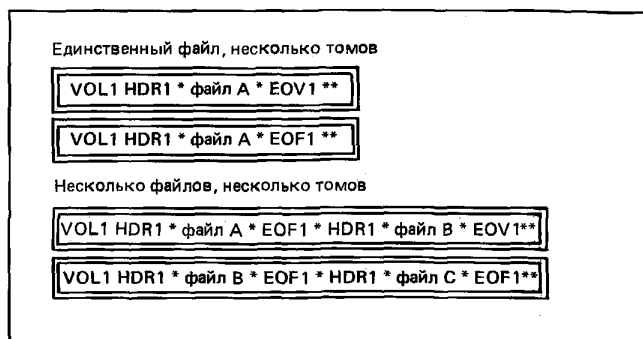 Единственный файл, несколько томов
VOL1 HDR1 * файл A * EOV1 **
VOL1 HDR1 * файл A * EOF1 **
Несколько файлов, несколько томов
VOL1 HDR1 * файл A * EOF1 * HDR1 * файл B * EOV1**
VOL1 HDR1 * файл B * EOF1 * HDR1 * файл C * EOF1**